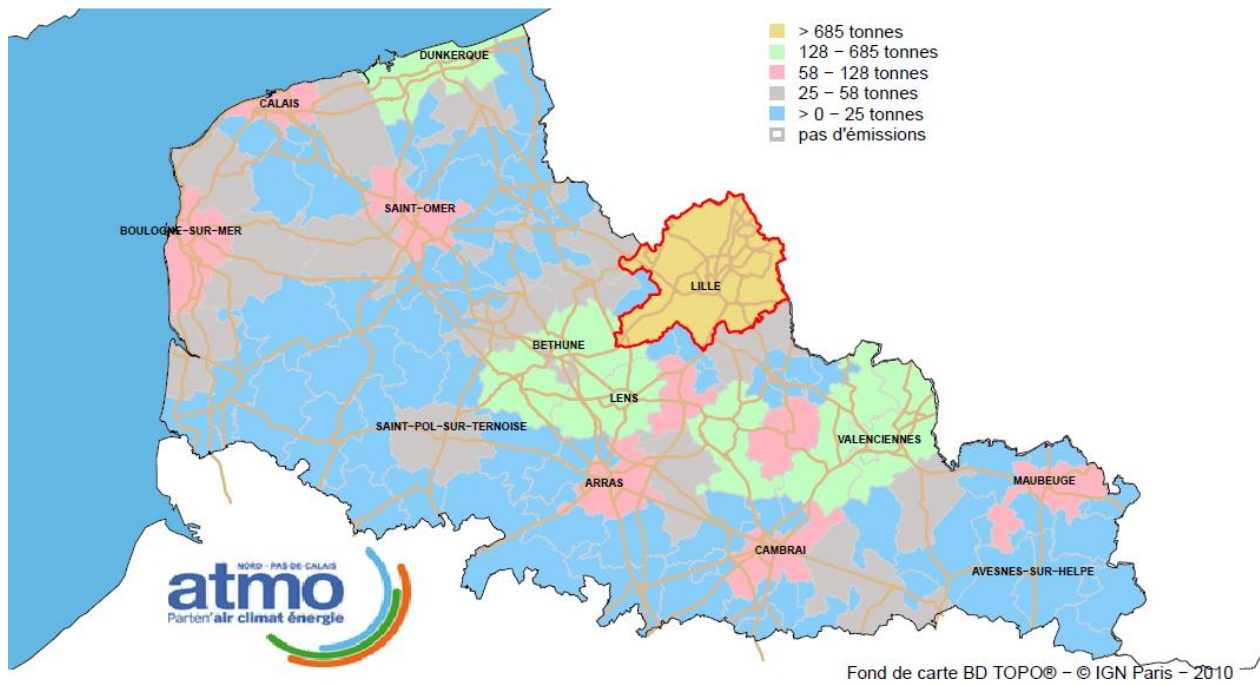 > 685 tonnes
128 − 685 tonnes
58 − 128 tonnes
25 − 58 tonnes
> 0 − 25 tonnes
pas d'émissions
DUNKERQUE
CALAIS
SAINT−OMER
BOULOGNE−SUR−MER
LILLE
BETHUNE
LENS
SAINT−POL−SUR−TERNOISE
VALENCIENNES
ARRAS
MAUBEUGE
CAMBRAI
AVESNES−SUR−HELPE
NORD - PAS-DE-CALAIS
atmo
Parten'air climat énergie
Fond de carte BD TOPO® − © IGN Paris − 2010